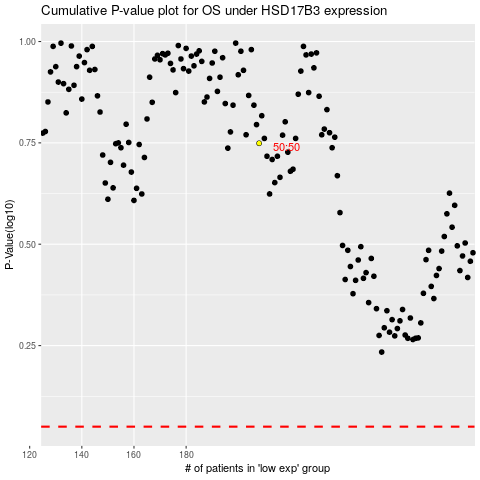 Cumulative P-value plot for OS under HSD17B3 expression
P-Value(log10)
1.00
0.75
0.50
0.25
50:50
120 140 160 180
# of patients in 'low exp' group